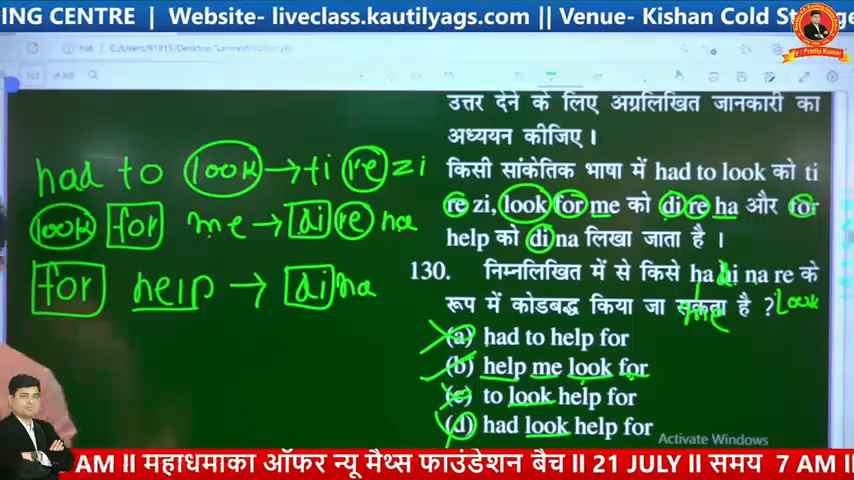 PING CENTRE | Website- liveclass.kautilyags.com || Venue- Kishan Cold Storage
उत्तर देने के लिए अग्रलिखित जानकारी का
अध्ययन कीजिए ।
किसी सांकेतिक भाषा में had to look को ti
re zi, look for me को di re ha और for
help को di na लिखा जाता है ।
130. निम्नलिखित में से किसे ha di na re के
रूप में कोडबद्ध किया जा सकता है ?
look
me
(a) had to help for
(b) help me look for
(c) to look help for
(d) had look help for
had to look → ti re zi
look for me → di re ha
for help → di na
Activate Windows
AM II महाधमाका ऑफर न्यू मैथ्स फाउंडेशन बैच II 21 JULY II समय 7 AM II